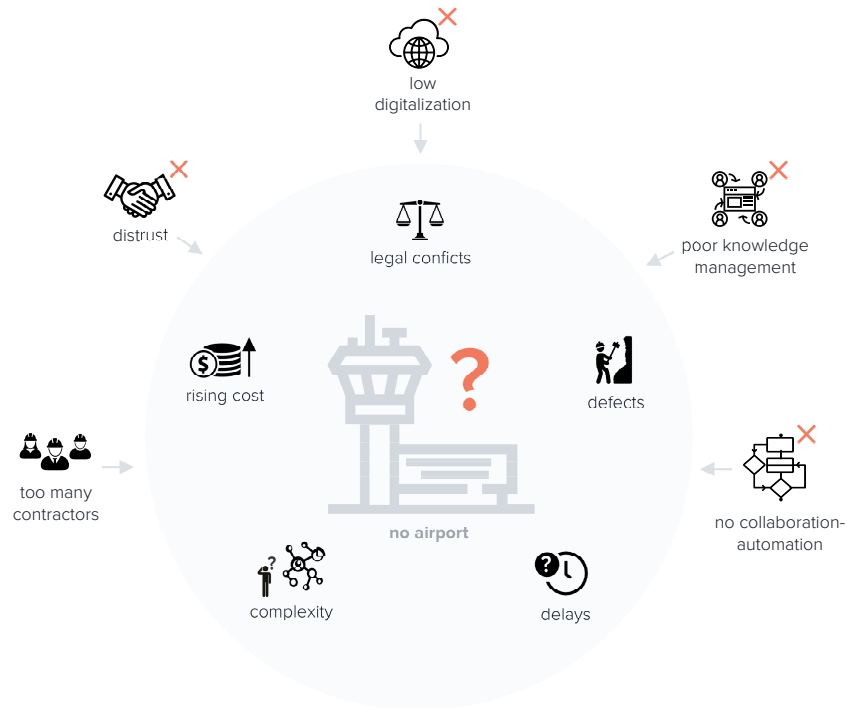 low
digitalization
distrust
poor knowledge
management
legal conficts
rising cost
defects
too many
contractors
no collaboration-
automation
no airport
complexity
delays